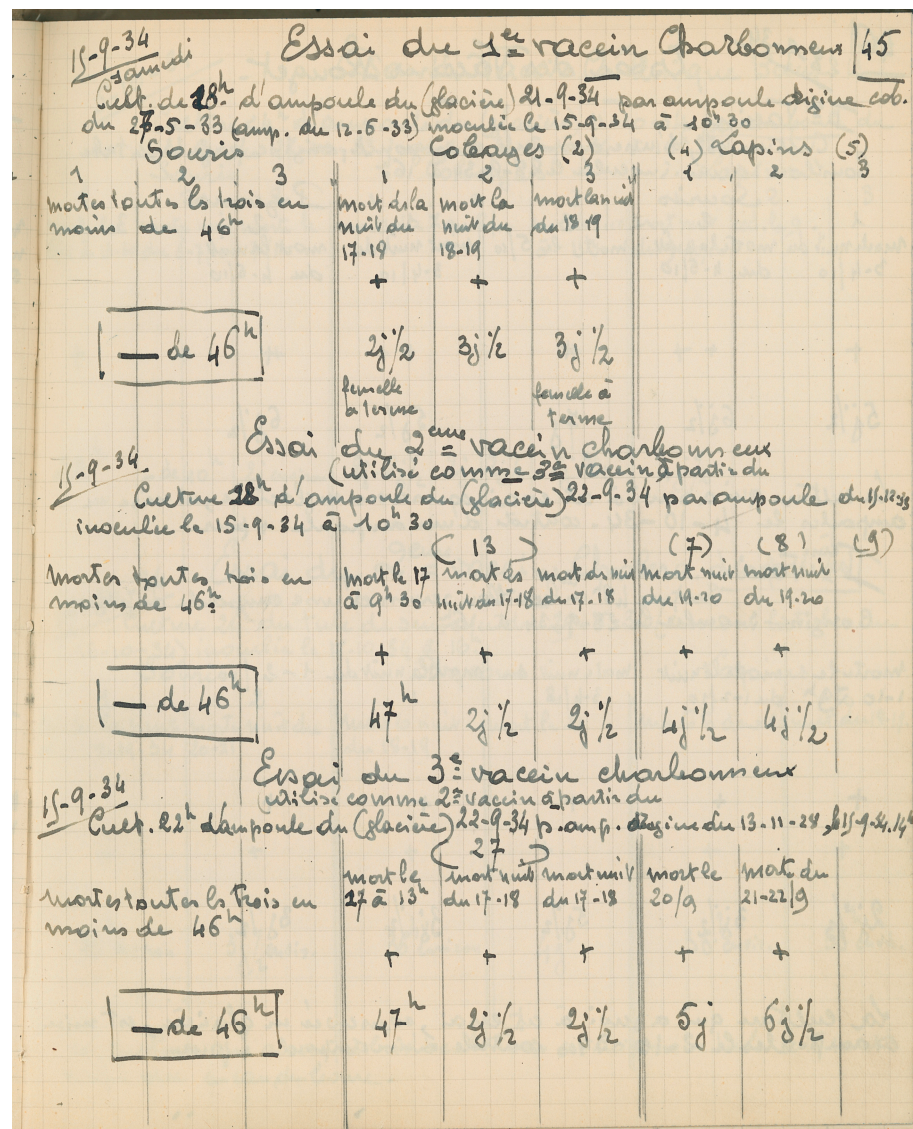 15-9-34 Essai du 1er vaccin Charbonneux 45
Samedi
Cult. de 18h d'ampoule du (glacière) 21-9-34 par ampoule origine cob.
du 27-5-33 (amp. du 12-6-33) inoculée le 15-9-34 à 10h30
Souris Cobayes (2) (4) Lapins (5)
1 2 3 1 2 3 1 2 3
mortes toutes ls trois en mort de la mort la mort la nuit
moins de 46h nuit du nuit du du 18-19
17-18 18-19
+ + +
— de 46h 2j 1/2 3j 1/2 3j 1/2
femelle femelle à
à terme terme
Essai du 2ème vaccin charbonneux
15-9-34 (utilisé comme 3e vaccin à partir du
Culture 18h d'ampoule du (glacière) 22-9-34 par ampoule du 15-12-33
inoculée le 15-9-34 à 10h30
(13) (7) (8) (9)
mortes toutes trois en mort le 17 mort nuit mort nuit mort nuit
moins de 46h à 9h30 nuit du 17-18 du 17-18 du 19-20 du 19-20
+ + + + +
— de 46h 47h 2j 1/2 2j 1/2 4j 1/2 4j 1/2
Essai du 3e vaccin charbonneux
15-9-34 (utilisé comme 2e vaccin à partir du
Cult. 22h d'ampoule du (glacière) 22-9-34 p. amp. origine du 13-11-28, le 15-9-34. 14h
(27)
mort le mort nuit mort nuit mort le mort du
mortes toutes ls trois en 17 à 13h du 17-18 du 17-18 20/9 21-22/9
moins de 46h
+ + + + +
— de 46h 47h 2j 1/2 2j 1/2 5j 6j 1/2